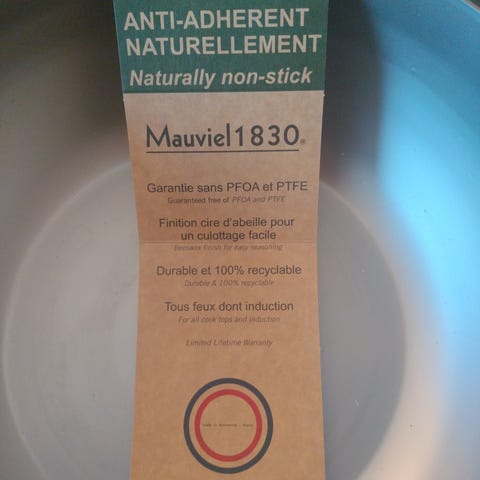 ANTI-ADHERENT
NATURELLEMENT
Naturally non-stick
Mauviel1830®
Garantie sans PFOA et PTFE
Guaranteed free of PFOA and PTFE
Finition cire d'abeille pour
un culottage facile
Beeswax finish for easy seasoning
Durable et 100% recyclable
Durable & 100% recyclable
Tous feux dont induction
For all cook tops and induction
Limited Lifetime Warranty